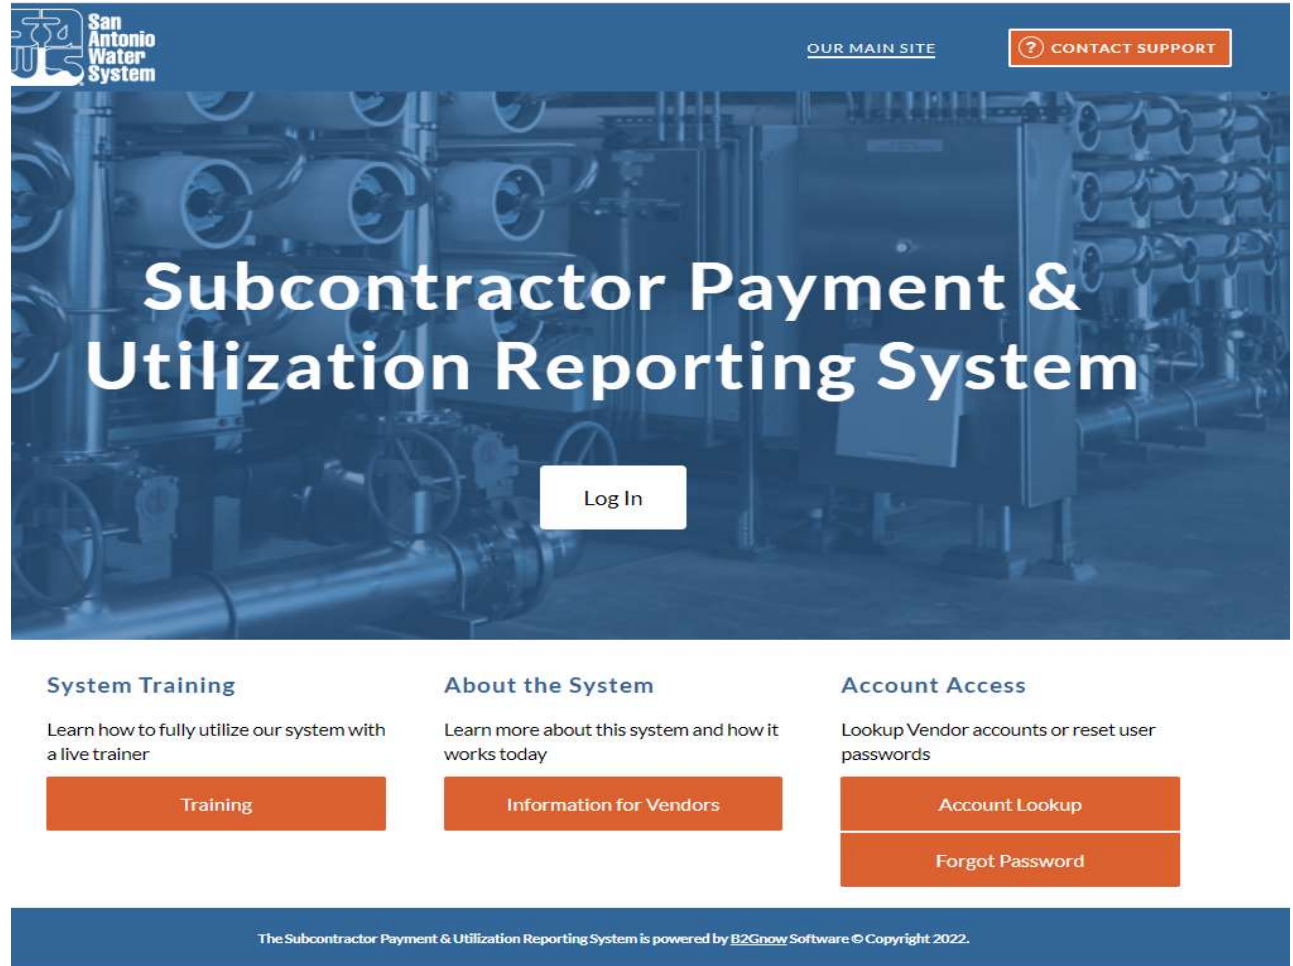 San
Antonio
Water
System
OUR MAIN SITE
? CONTACT SUPPORT
Subcontractor Payment &
Utilization Reporting System
Log In
System Training
Learn how to fully utilize our system with
a live trainer
Training
About the System
Learn more about this system and how it
works today
Information for Vendors
Account Access
Lookup Vendor accounts or reset user
passwords
Account Lookup
Forgot Password
The Subcontractor Payment & Utilization Reporting System is powered by B2Gnow Software © Copyright 2022.